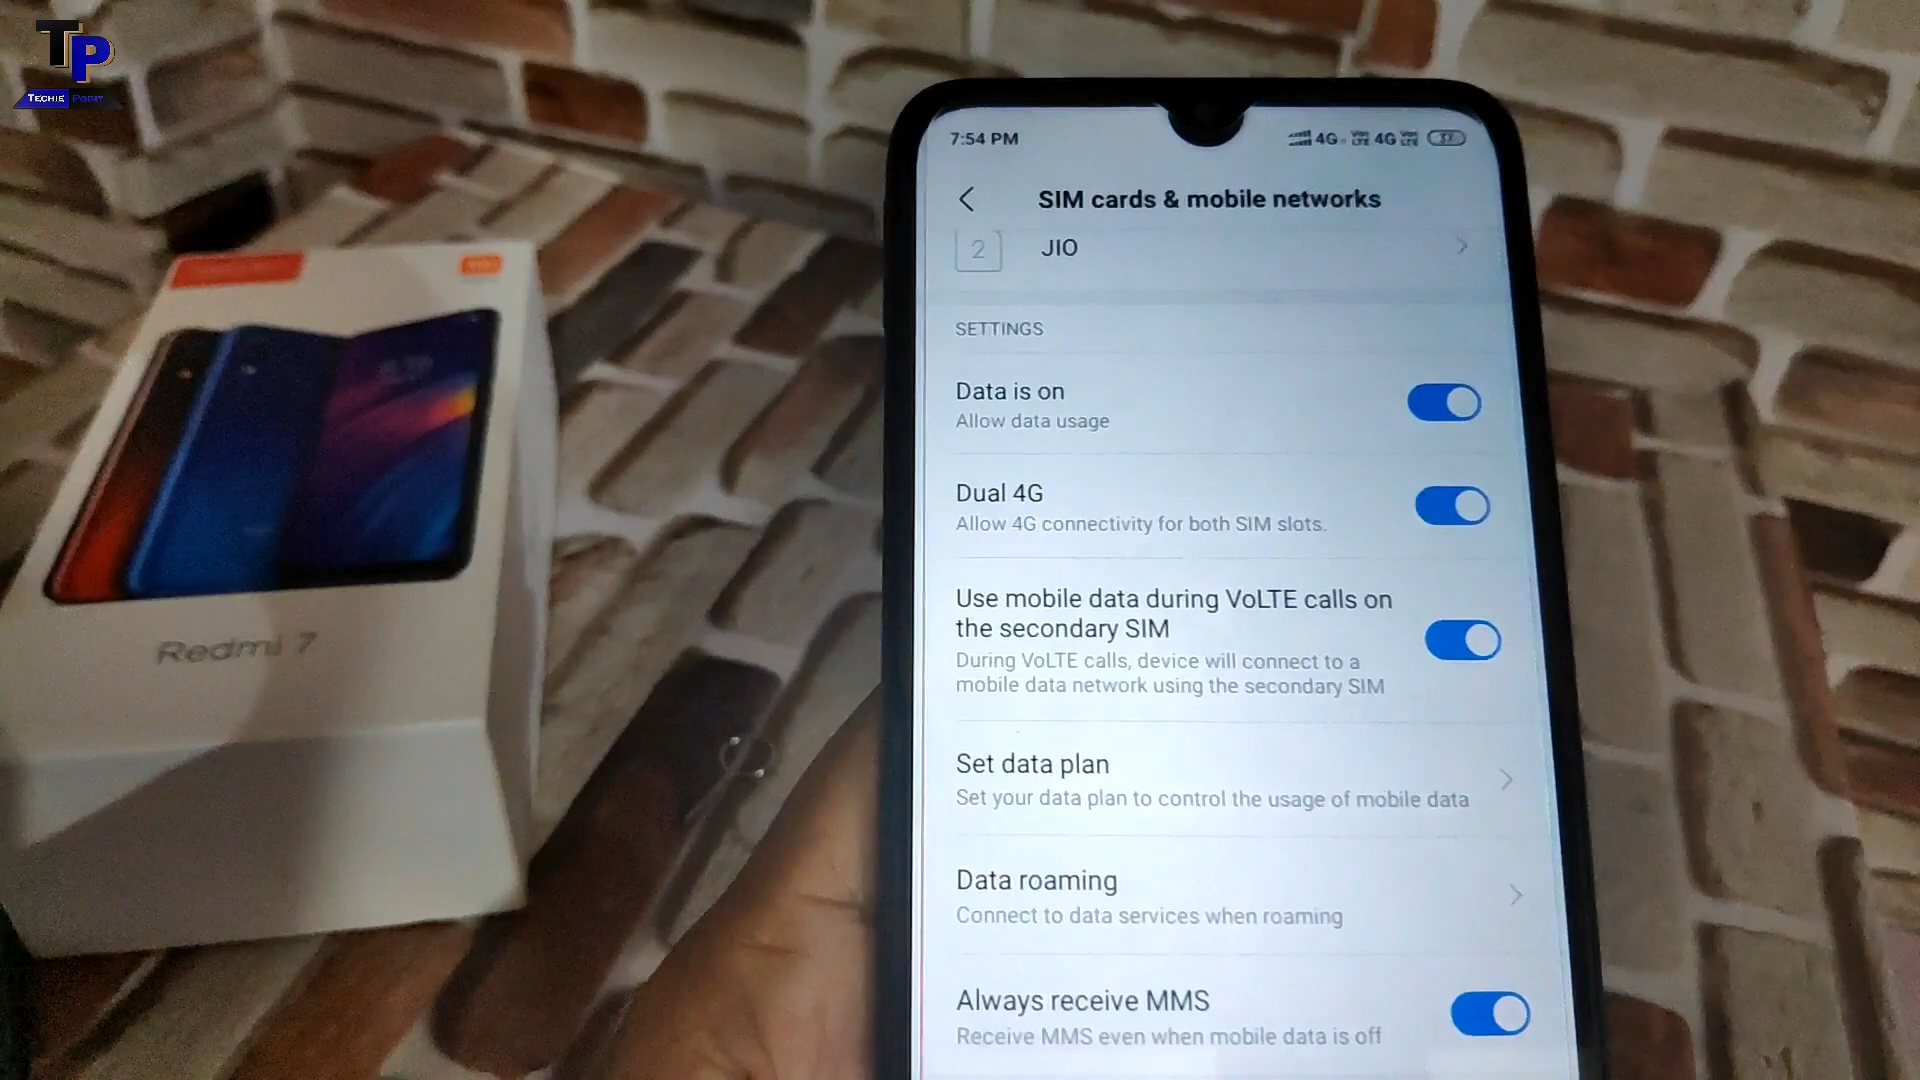 TP
TECHIE POINT
7:54 PM
4G VoLTE 4G VoLTE 37
SIM cards & mobile networks
2 JIO
SETTINGS
Data is on
Allow data usage
Dual 4G
Allow 4G connectivity for both SIM slots.
Use mobile data during VoLTE calls on
the secondary SIM
During VoLTE calls, device will connect to a
mobile data network using the secondary SIM
Set data plan
Set your data plan to control the usage of mobile data
Data roaming
Connect to data services when roaming
Always receive MMS
Receive MMS even when mobile data is off
Redmi 7